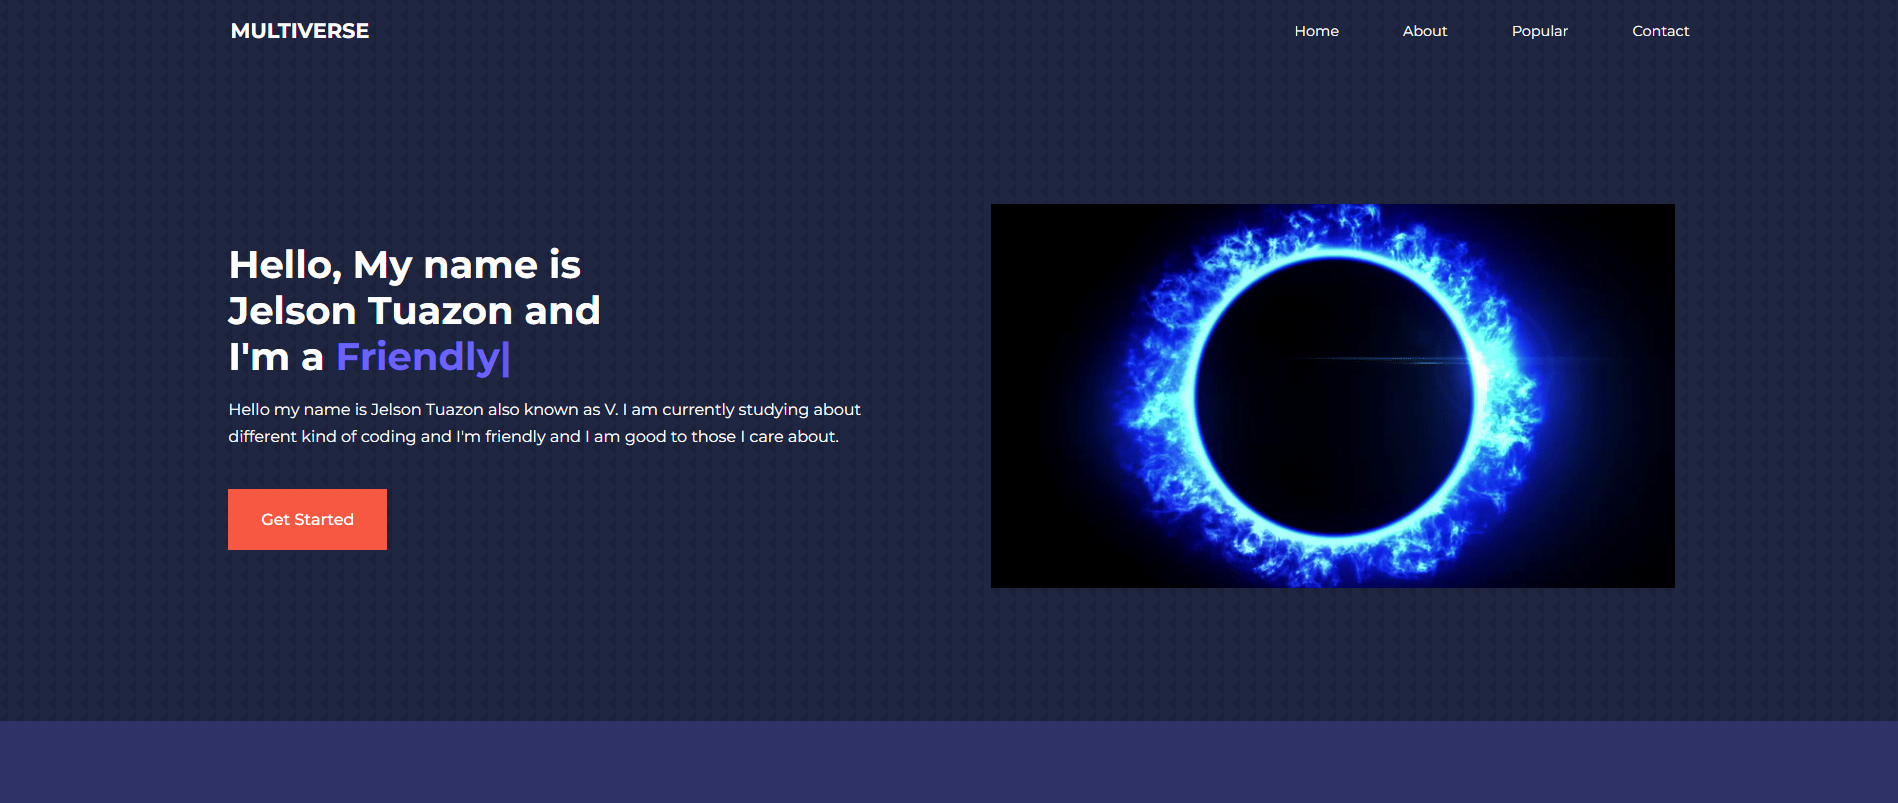 MULTIVERSE
Home
About
Popular
Contact
Hello, My name is
Jelson Tuazon and
I'm a Friendly|
Hello my name is Jelson Tuazon also known as V. I am currently studying about
different kind of coding and I'm friendly and I am good to those I care about.
Get Started